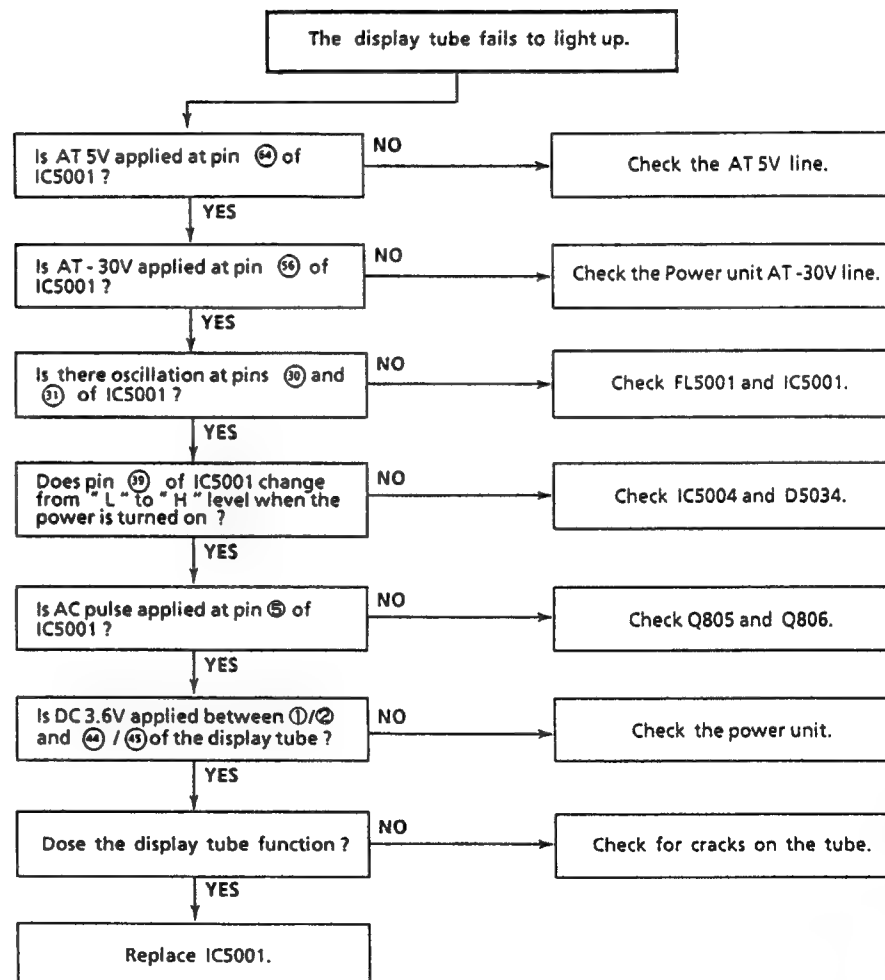 The display tube fails to light up.
Is AT 5V applied at pin 64 of
IC5001 ?
NO
Check the AT 5V line.
YES
Is AT - 30V applied at pin 56 of
IC5001 ?
NO
Check the Power unit AT -30V line.
YES
Is there oscillation at pins 30 and
31 of IC5001 ?
NO
Check FL5001 and IC5001.
YES
Does pin 39 of IC5001 change
from " L " to " H " level when the
power is turned on ?
NO
Check IC5004 and D5034.
YES
Is AC pulse applied at pin ⑤ of
IC5001 ?
NO
Check Q805 and Q806.
YES
Is DC 3.6V applied between ①/②
and 44 / 45 of the display tube ?
NO
Check the power unit.
YES
Dose the display tube function ?
NO
Check for cracks on the tube.
YES
Replace IC5001.